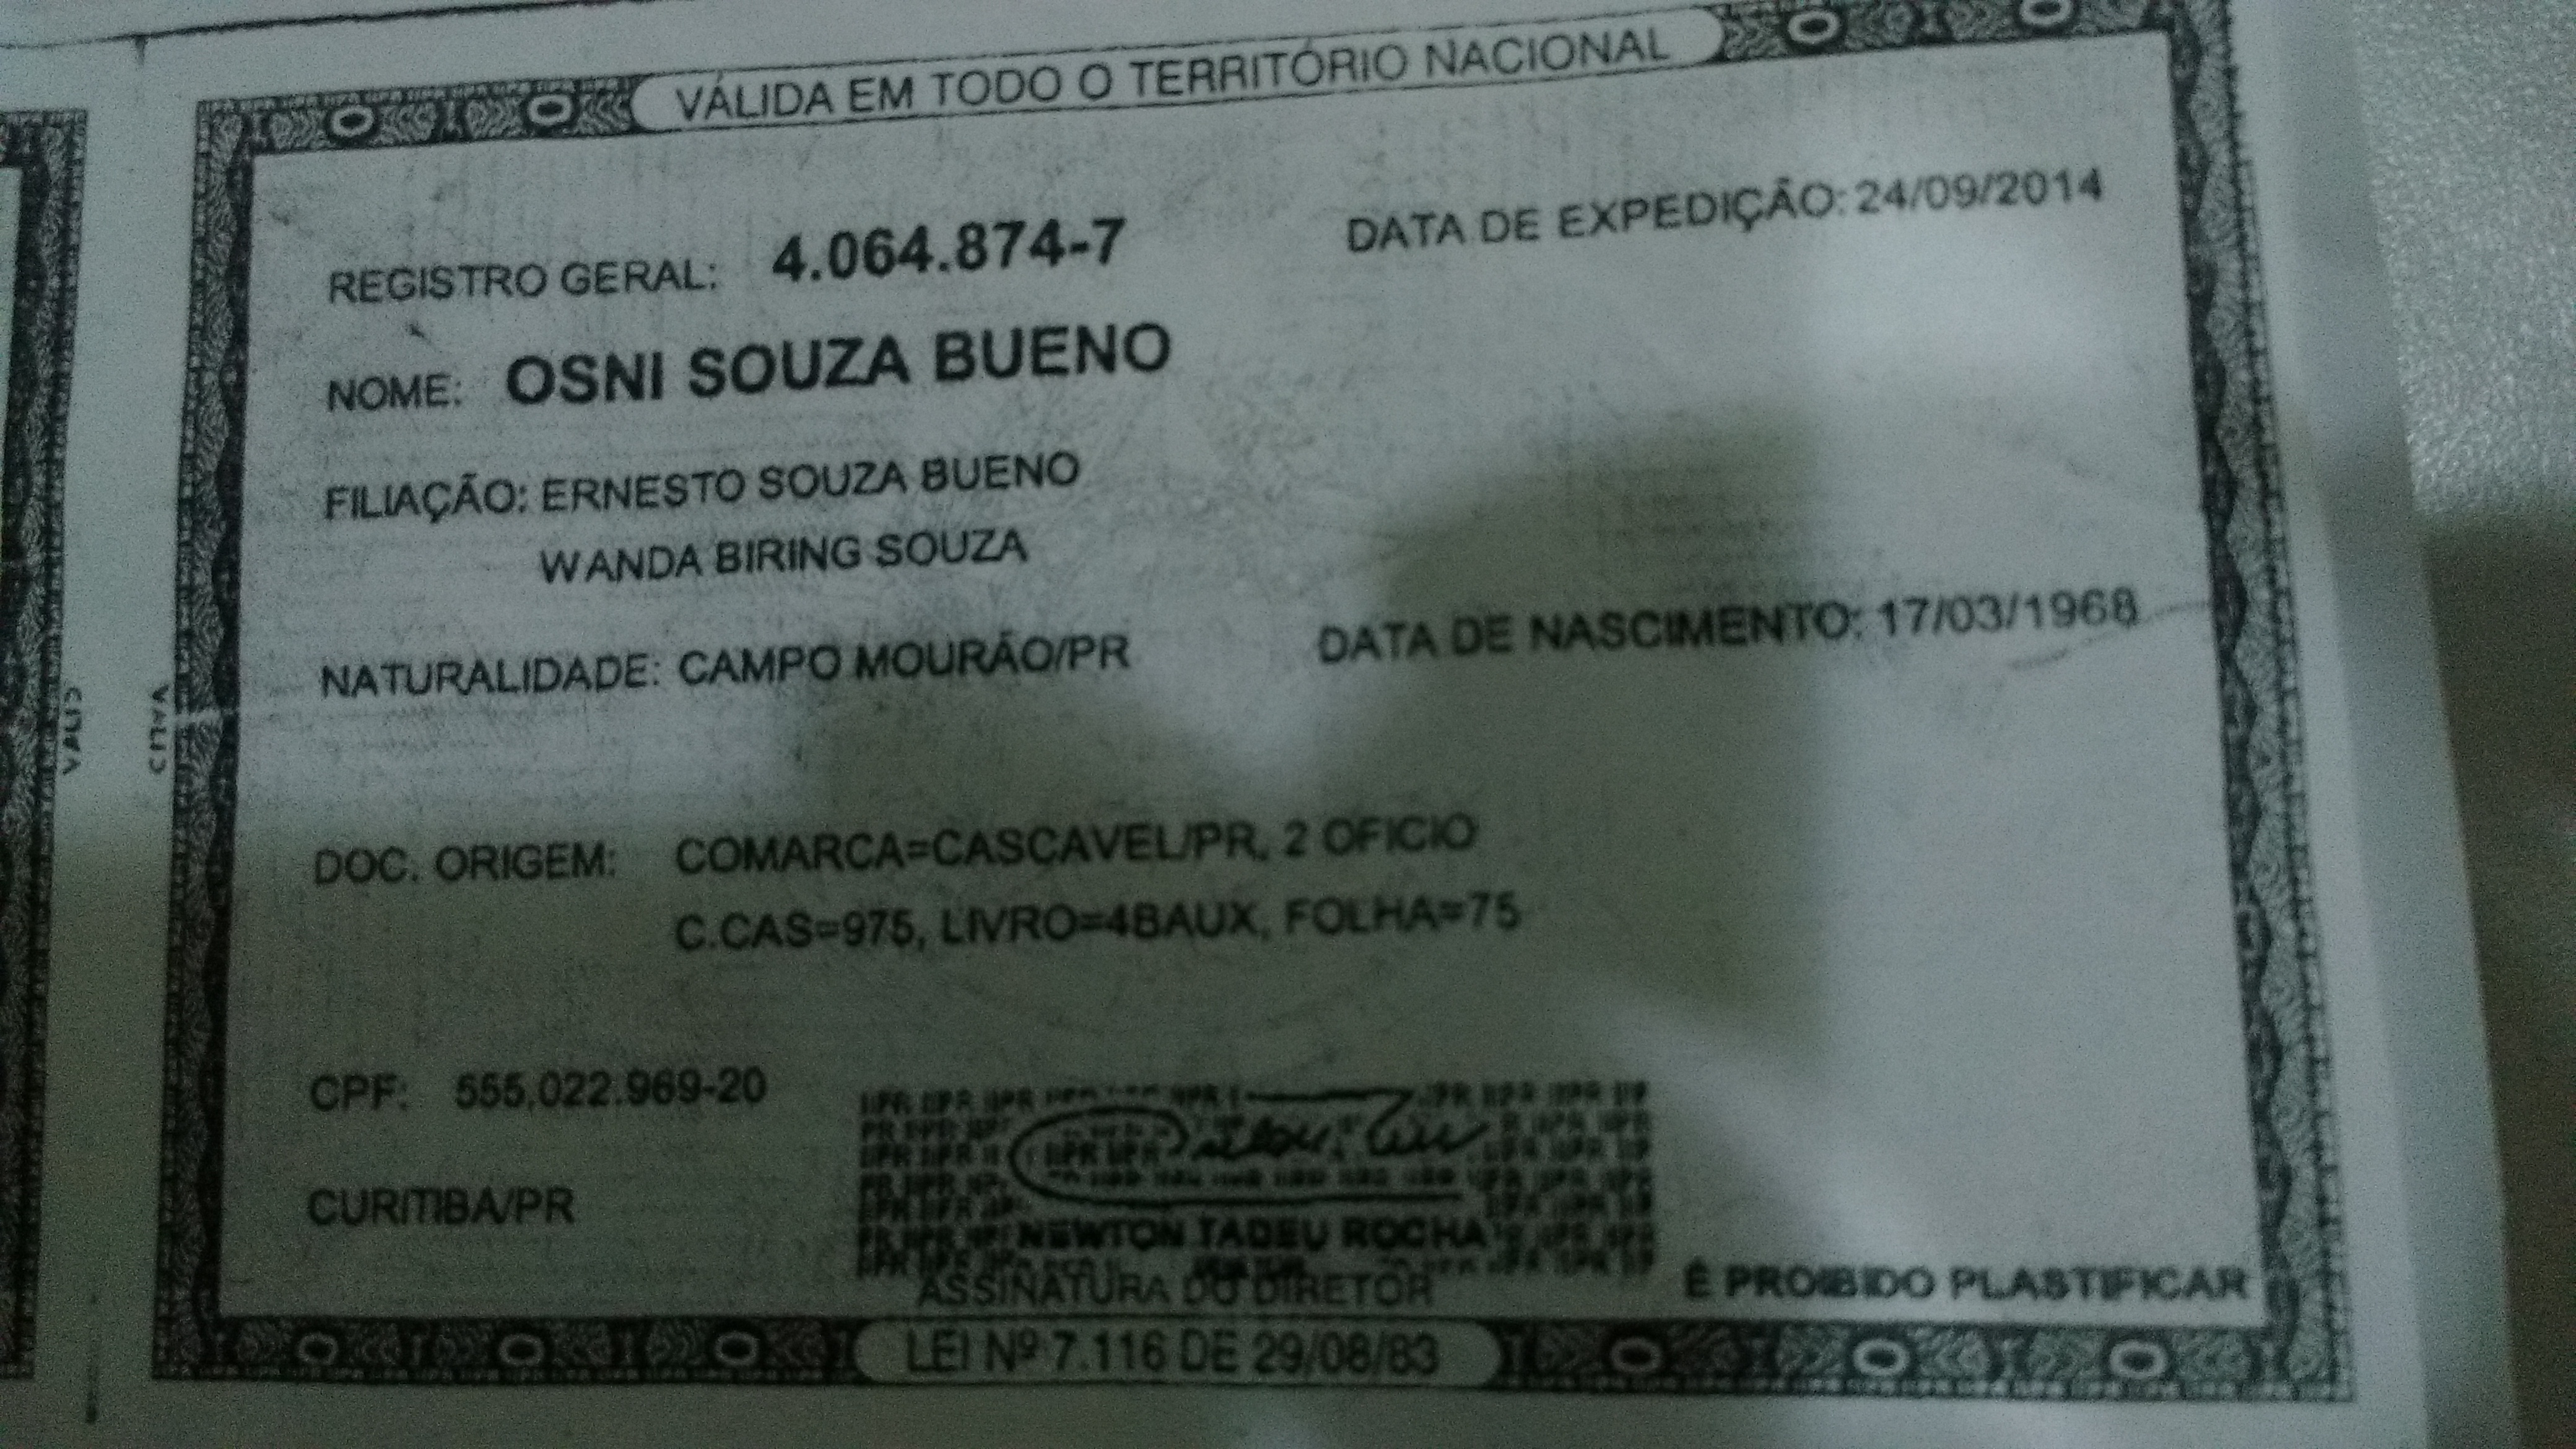 VÁLIDA EM TODO O TERRITÓRIO NACIONAL
REGISTRO GERAL: 4.064.874-7 DATA DE EXPEDIÇÃO: 24/09/2014
NOME: OSNI SOUZA BUENO
FILIAÇÃO: ERNESTO SOUZA BUENO
WANDA BIRING SOUZA
NATURALIDADE: CAMPO MOURÃO/PR DATA DE NASCIMENTO: 17/03/1968
DOC. ORIGEM: COMARCA=CASCAVEL/PR, 2 OFICIO
C.CAS=975, LIVRO=4BAUX, FOLHA=75
CPF: 555.022.969-20
CURITIBA/PR
NEWTON TADEU ROCHA
ASSINATURA DO DIRETOR
É PROIBIDO PLASTIFICAR
LEI Nº 7.116 DE 29/08/83